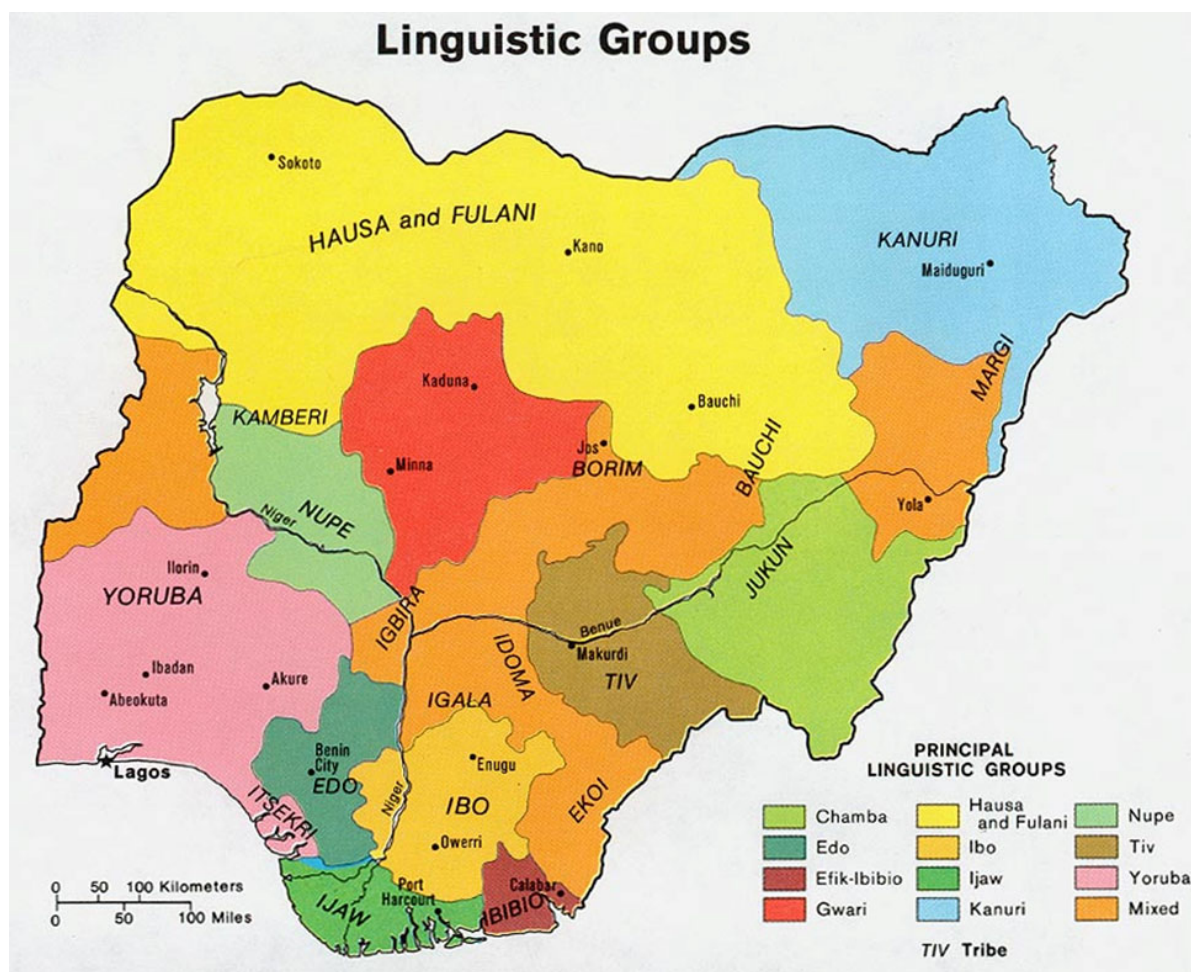 Linguistic Groups
Sokoto
HAUSA and FULANI
Kano
KANURI
Maiduguri
MARGI
Kaduna
Bauchi
KAMBERI
BAUCHI
Jos
BORIM
Minna
Yola
Niger
NUPE
JUKUN
Ilorin
YORUBA
IGBIRA
Benue
Makurdi
IDOMA
TIV
Ibadan
Akure
Abeokuta
IGALA
Lagos
Benin
City
EDO
Enugu
Niger
IBO
EKOI
ITSEKRI
Owerri
Port
Harcourt
Calabar
IJAW
IBIBIO
0 50 100 Kilometers
0 50 100 Miles
PRINCIPAL
LINGUISTIC GROUPS
Chamba
Edo
Efik-Ibibio
Gwari
Hausa
and Fulani
Ibo
Ijaw
Kanuri
Nupe
Tiv
Yoruba
Mixed
TIV Tribe